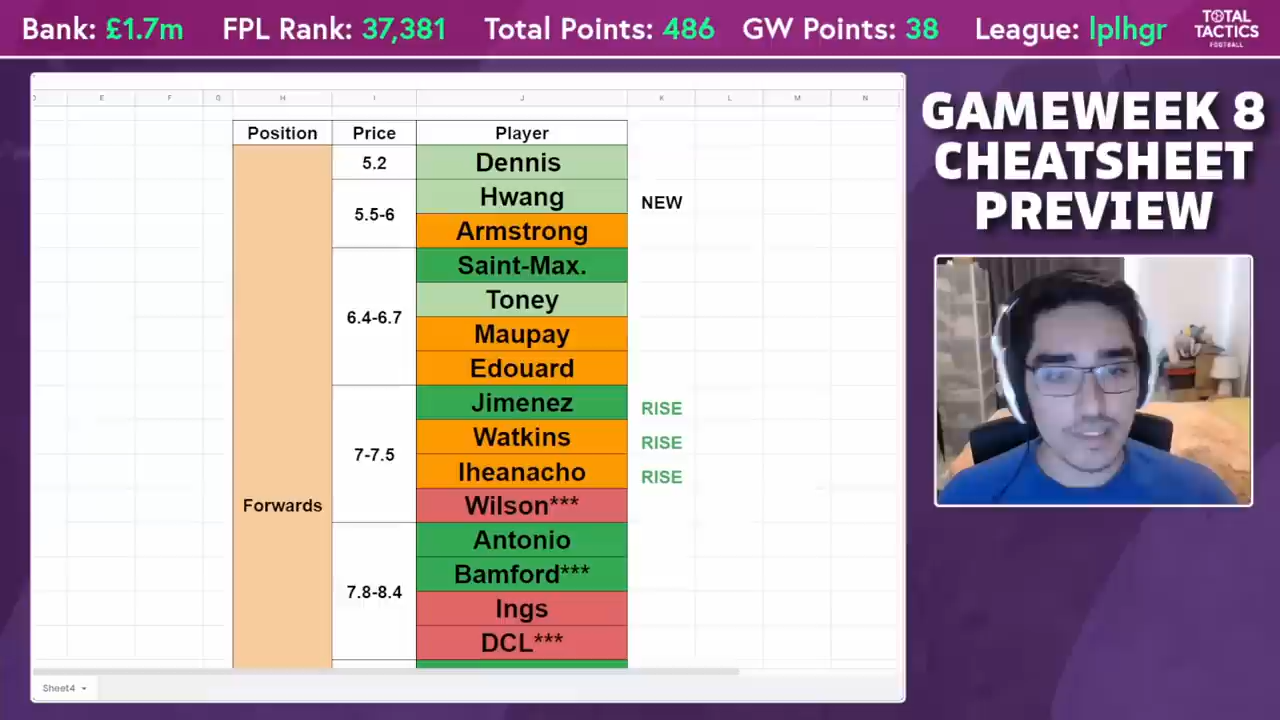 Bank: £1.7m FPL Rank: 37,381 Total Points: 486 GW Points: 38 League: lplhgr
TOTAL
TACTICS
FOOTBALL
GAMEWEEK 8
CHEATSHEET
PREVIEW
D E F G H I J K L M N
Position Price Player
5.2 Dennis
5.5-6 Hwang NEW
Armstrong
6.4-6.7 Saint-Max.
Toney
Maupay
Edouard
7-7.5 Jimenez RISE
Watkins RISE
Iheanacho RISE
Forwards Wilson***
7.8-8.4 Antonio
Bamford***
Ings
DCL***
Sheet4